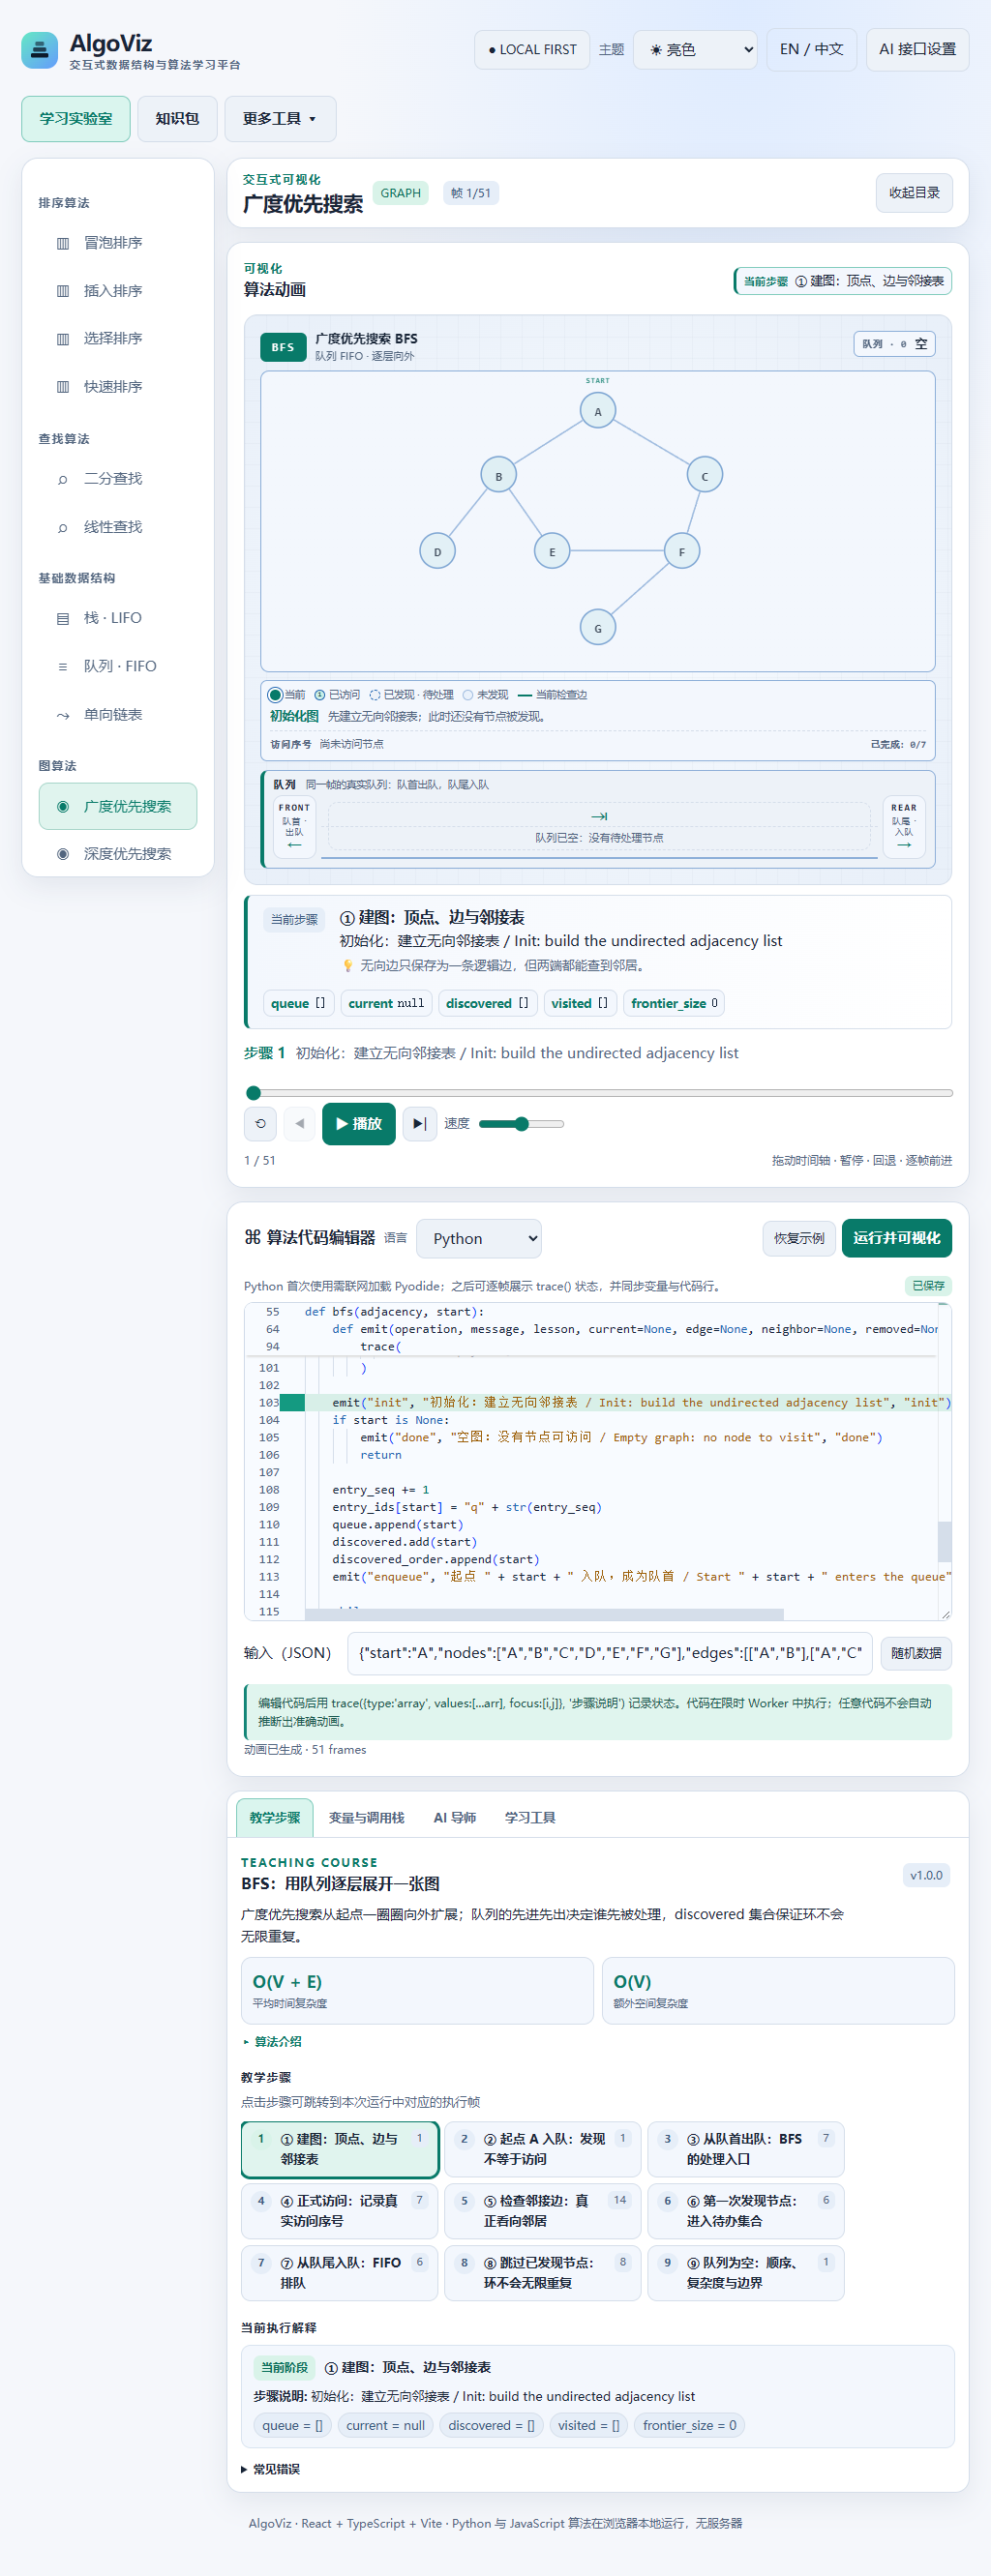 AlgoViz
交互式数据结构与算法学习平台
● LOCAL FIRST
主题
☀ 亮色
EN / 中文
AI 接口设置
学习实验室
知识包
更多工具 ▾
排序算法
冒泡排序
插入排序
选择排序
快速排序
查找算法
二分查找
线性查找
基础数据结构
栈 · LIFO
队列 · FIFO
单向链表
图算法
广度优先搜索
深度优先搜索
交互式可视化
广度优先搜索
GRAPH
帧 1/51
收起目录
可视化
算法动画
当前步骤 ① 建图：顶点、边与邻接表
BFS
广度优先搜索 BFS
队列 FIFO · 逐层向外
队列 · 0 空
START
A
B
C
D
E
F
G
当前 已访问 已发现 · 待处理 未发现 当前检查边
初始化图 先建立无向邻接表；此时还没有节点被发现。
访问序号 尚未访问节点
已完成: 0/7
队列 同一帧的真实队列：队首出队，队尾入队
FRONT
队首 ·
出队
←
⇥
队列已空：没有待处理节点
REAR
队尾 ·
入队
→
当前步骤
① 建图：顶点、边与邻接表
初始化：建立无向邻接表 / Init: build the undirected adjacency list
💡 无向边只保存为一条逻辑边，但两端都能查到邻居。
queue []
current null
discovered []
visited []
frontier_size 0
步骤 1 初始化：建立无向邻接表 / Init: build the undirected adjacency list
▶ 播放
速度
1 / 51
拖动时间轴 · 暂停 · 回退 · 逐帧前进
⌘ 算法代码编辑器
语言
Python
恢复示例
运行并可视化
Python 首次使用需联网加载 Pyodide；之后可逐帧展示 trace() 状态，并同步变量与代码行。
已保存
55 def bfs(adjacency, start):
64 def emit(operation, message, lesson, current=None, edge=None, neighbor=None, removed=Non
94 trace(
101 )
102
103 emit("init", "初始化：建立无向邻接表 / Init: build the undirected adjacency list", "init")
104 if start is None:
105 emit("done", "空图：没有节点可访问 / Empty graph: no node to visit", "done")
106 return
107
108 entry_seq += 1
109 entry_ids[start] = "q" + str(entry_seq)
110 queue.append(start)
111 discovered.add(start)
112 discovered_order.append(start)
113 emit("enqueue", "起点 " + start + " 入队，成为队首 / Start " + start + " enters the queue"
114
115
输入（JSON）
{"start":"A","nodes":["A","B","C","D","E","F","G"],"edges":[["A","B"],["A","C"
随机数据
编辑代码后用 trace({type:'array', values:[...arr], focus:[i,j]}, '步骤说明') 记录状态。代码在限时 Worker 中执行；任意代码不会自动
推断出准确动画。
动画已生成 · 51 frames
教学步骤
变量与调用栈
AI 导师
学习工具
TEACHING COURSE
BFS：用队列逐层展开一张图
v1.0.0
广度优先搜索从起点一圈圈向外扩展；队列的先进先出决定谁先被处理，discovered 集合保证环不会
无限重复。
O(V + E)
平均时间复杂度
O(V)
额外空间复杂度
▸ 算法介绍
教学步骤
点击步骤可跳转到本次运行中对应的执行帧
1 ① 建图：顶点、边与 1
邻接表
2 ② 起点 A 入队：发现 1
不等于访问
3 ③ 从队首出队：BFS 7
的处理入口
4 ④ 正式访问：记录真 7
实访问序号
5 ⑤ 检查邻接边：真 14
正看向邻居
6 ⑥ 第一次发现节点： 6
进入待办集合
7 ⑦ 从队尾入队：FIFO 6
排队
8 ⑧ 跳过已发现节点： 8
环不会无限重复
9 ⑨ 队列为空：顺序、 1
复杂度与边界
当前执行解释
当前阶段 ① 建图：顶点、边与邻接表
步骤说明: 初始化：建立无向邻接表 / Init: build the undirected adjacency list
queue = []
current = null
discovered = []
visited = []
frontier_size = 0
▶ 常见错误
AlgoViz · React + TypeScript + Vite · Python 与 JavaScript 算法在浏览器本地运行，无服务器